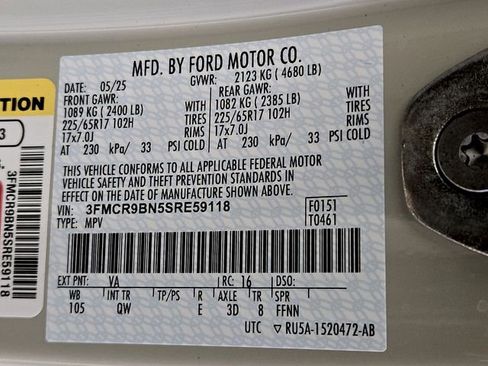 MFD. BY FORD MOTOR CO.
DATE: 05/25 GVWR: 2123 KG ( 4680 LB)
FRONT GAWR: REAR GAWR:
1089 KG ( 2400 LB) WITH 1082 KG ( 2385 LB) WITH
225/65R17 102H TIRES 225/65R17 102H TIRES
17x7.0J RIMS 17x7.0J RIMS
AT 230 kPa/ 33 PSI COLD AT 230 kPa/ 33 PSI COLD
THIS VEHICLE CONFORMS TO ALL APPLICABLE FEDERAL MOTOR
VEHICLE SAFETY, BUMPER, AND THEFT PREVENTION STANDARDS IN
EFFECT ON THE DATE OF MANUFACTURE SHOWN ABOVE.
VIN: 3FMCR9BN5SRE59118 F0151
TYPE: MPV T0461
EXT PNT: VA RC: 16 DSO:
WB INT TR TP/PS R AXLE TR SPR
105 QW E 3D 8 FFNN
UTC RU5A-1520472-AB
TION
3
3FMCR9BN5SRE59118